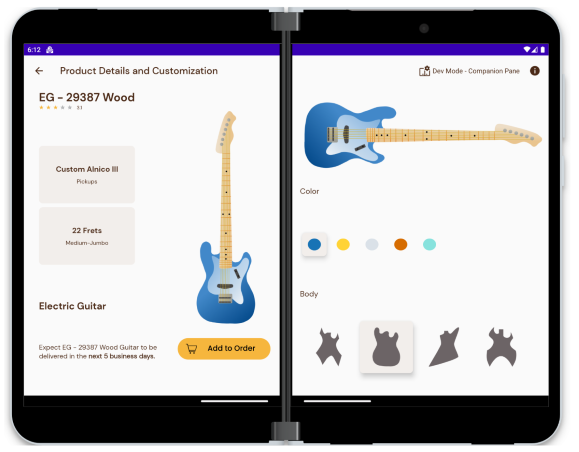 6:12
← Product Details and Customization
EG - 29387 Wood
51
Custom Alnico III
Pickups
22 Frets
Medium-Jumbo
Electric Guitar
Expect EG - 29387 Wood Guitar to be
delivered in the next 5 business days.
Add to Order
Dev Mode - Companion Pane
Color
Body